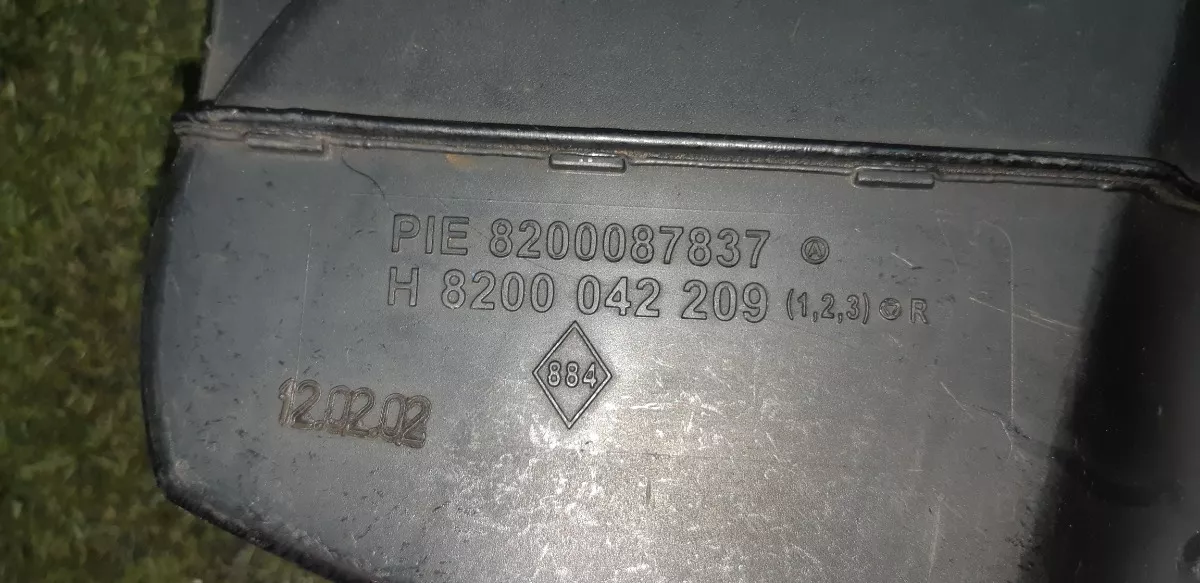 PIE 8200087837 Ⓐ
H 8200 042 209 (1,2,3) R
884
12.02.02